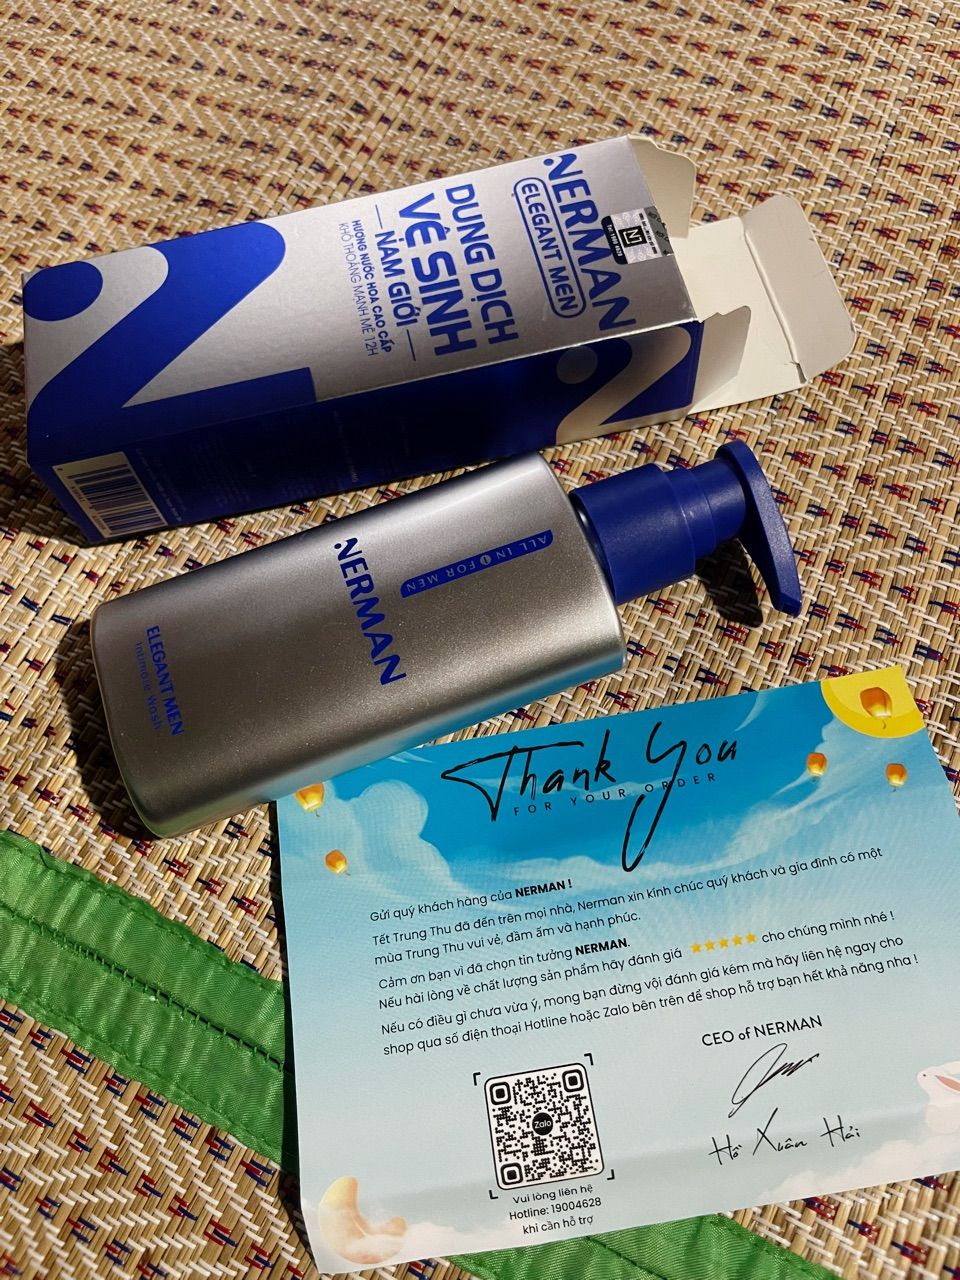 NERMAN
ELEGANT MEN
DUNG DỊCH
VỆ SINH
NAM GIỚI
HƯƠNG NƯỚC HOA CAO CẤP
KHÔ THOÁNG MẠNH MẼ 12H
ALL IN 1 FOR MEN
NERMAN
ELEGANT MEN
Intimate Wash
Thank You
FOR YOUR ORDER
Gửi quý khách hàng của NERMAN !
Tết Trung Thu đã đến trên mọi nhà, Nerman xin kính chúc quý khách và gia đình có một
mùa Trung Thu vui vẻ, đầm ấm và hạnh phúc.
Cảm ơn bạn vì đã chọn tin tưởng NERMAN.
Nếu hài lòng về chất lượng sản phẩm hãy đánh giá ⭐⭐⭐⭐⭐ cho chúng mình nhé !
Nếu có điều gì chưa vừa ý, mong bạn đừng vội đánh giá kém mà hãy liên hệ ngay cho
shop qua số điện thoại Hotline hoặc Zalo bên trên để shop hỗ trợ bạn hết khả năng nha !
CEO of NERMAN
Hồ Xuân Hải
Zalo
Vui lòng liên hệ
Hotline: 19004628
khi cần hỗ trợ